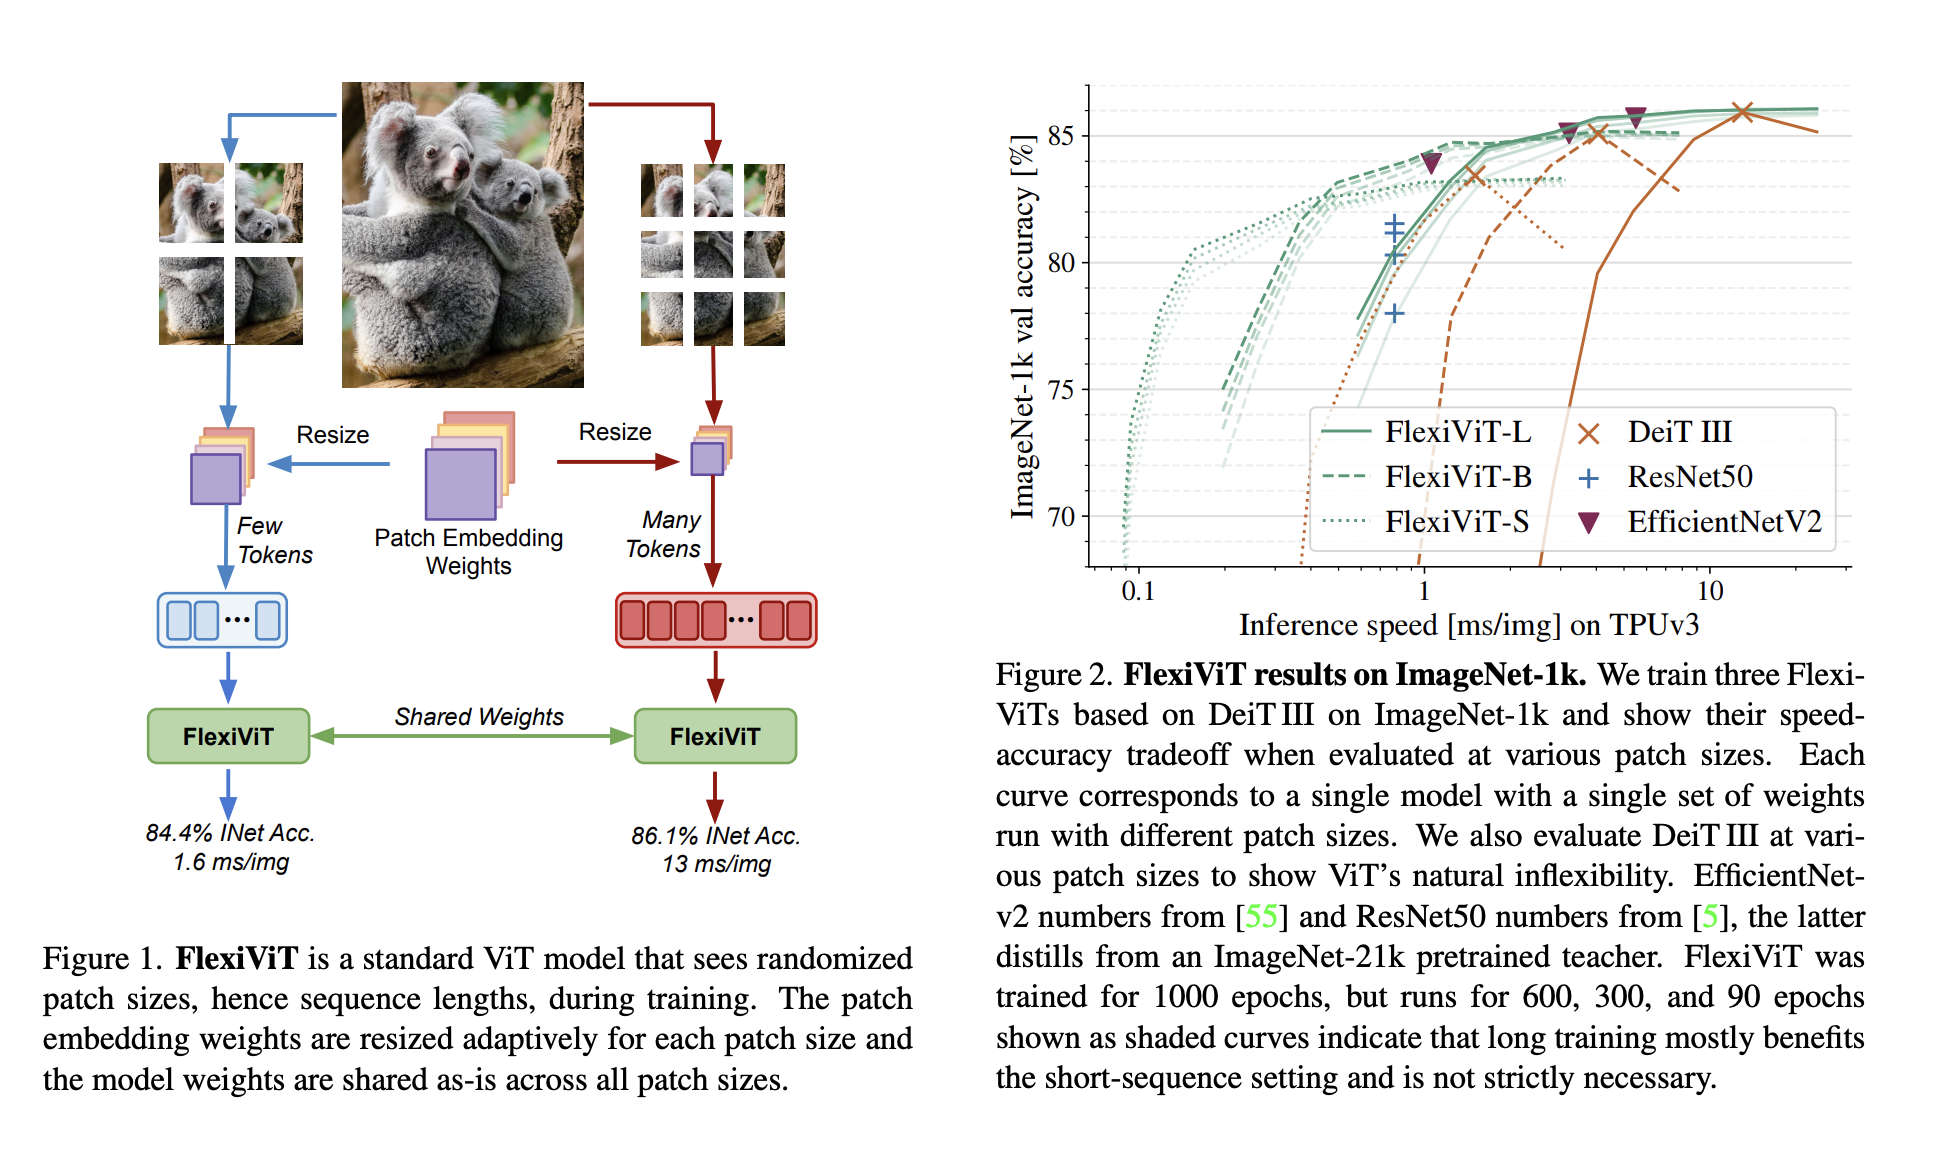 Resize
Resize
Patch Embedding
Weights
Few
Tokens
Many
Tokens
...
...
FlexiViT
Shared Weights
FlexiViT
84.4% INet Acc.
1.6 ms/img
86.1% INet Acc.
13 ms/img
Figure 1. FlexiViT is a standard ViT model that sees randomized
patch sizes, hence sequence lengths, during training. The patch
embedding weights are resized adaptively for each patch size and
the model weights are shared as-is across all patch sizes.
ImageNet-1k val accuracy [%]
85
80
75
70
FlexiViT-L
FlexiViT-B
FlexiViT-S
DeiT III
ResNet50
EfficientNetV2
0.1
1
10
Inference speed [ms/img] on TPUv3
Figure 2. FlexiViT results on ImageNet-1k. We train three Flexi-
ViTs based on DeiT III on ImageNet-1k and show their speed-
accuracy tradeoff when evaluated at various patch sizes. Each
curve corresponds to a single model with a single set of weights
run with different patch sizes. We also evaluate DeiT III at vari-
ous patch sizes to show ViT's natural inflexibility. EfficientNet-
v2 numbers from [55] and ResNet50 numbers from [5], the latter
distills from an ImageNet-21k pretrained teacher. FlexiViT was
trained for 1000 epochs, but runs for 600, 300, and 90 epochs
shown as shaded curves indicate that long training mostly benefits
the short-sequence setting and is not strictly necessary.